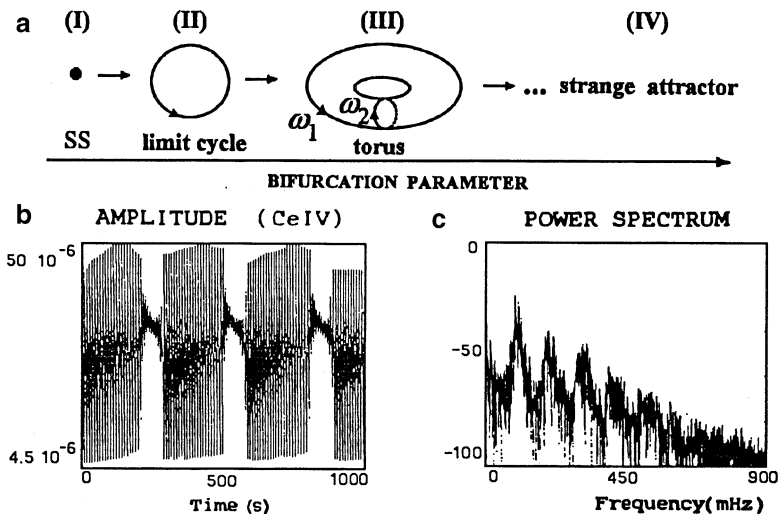 a (I) (II) (III) (IV)
ω1 ω2
... strange attractor
SS limit cycle torus
BIFURCATION PARAMETER
b AMPLITUDE (CeIV)
50 10-6
4.5 10-6
0 500 1000
Time (s)
c POWER SPECTRUM
0
-50
-100
0 450 900
Frequency(mHz)